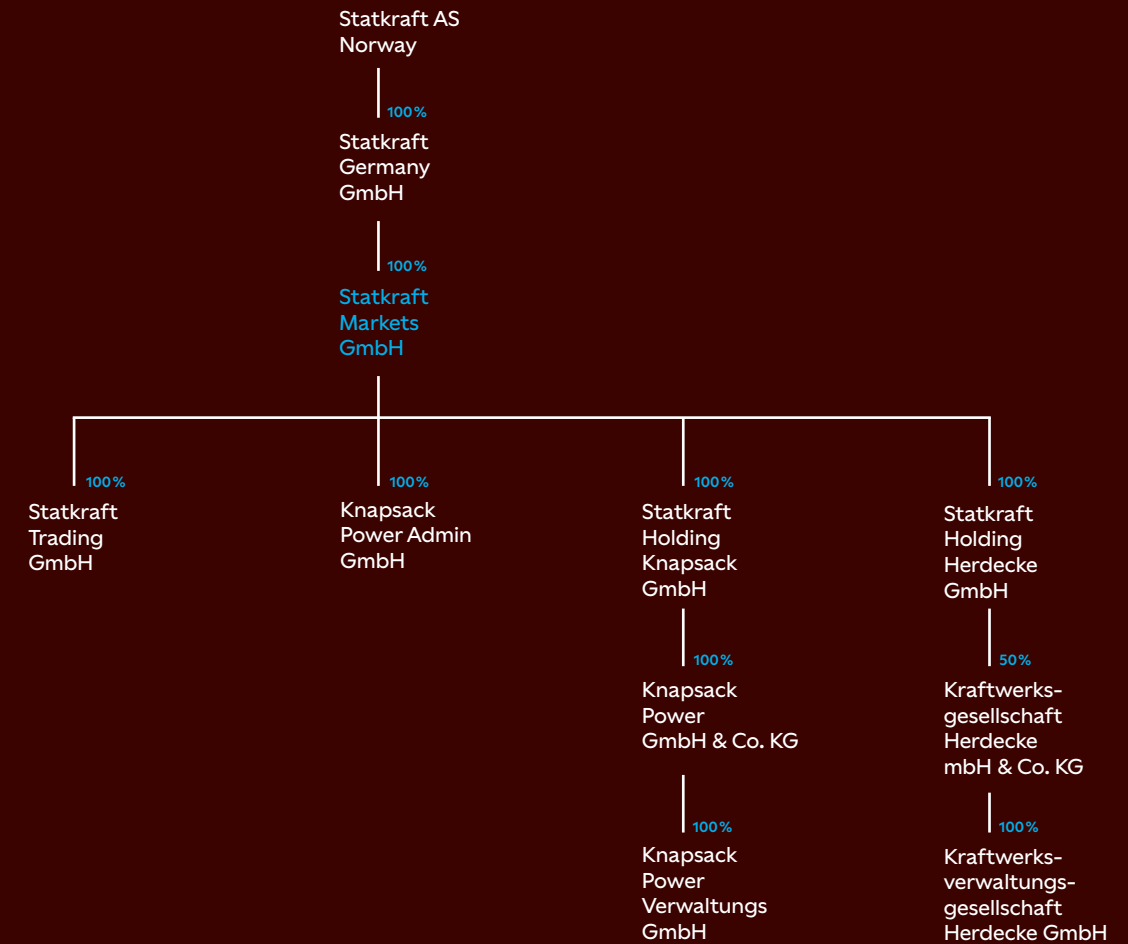 Statkraft AS
Norway
100%
Statkraft
Germany
GmbH
100%
Statkraft
Markets
GmbH
100%
Statkraft
Trading
GmbH
100%
Knapsack
Power Admin
GmbH
100%
Statkraft
Holding
Knapsack
GmbH
100%
Statkraft
Holding
Herdecke
GmbH
100%
Knapsack
Power
GmbH & Co. KG
50%
Kraftwerks-
gesellschaft
Herdecke
mbH & Co. KG
100%
Knapsack
Power
Verwaltungs
GmbH
100%
Kraftwerks-
verwaltungs-
gesellschaft
Herdecke GmbH